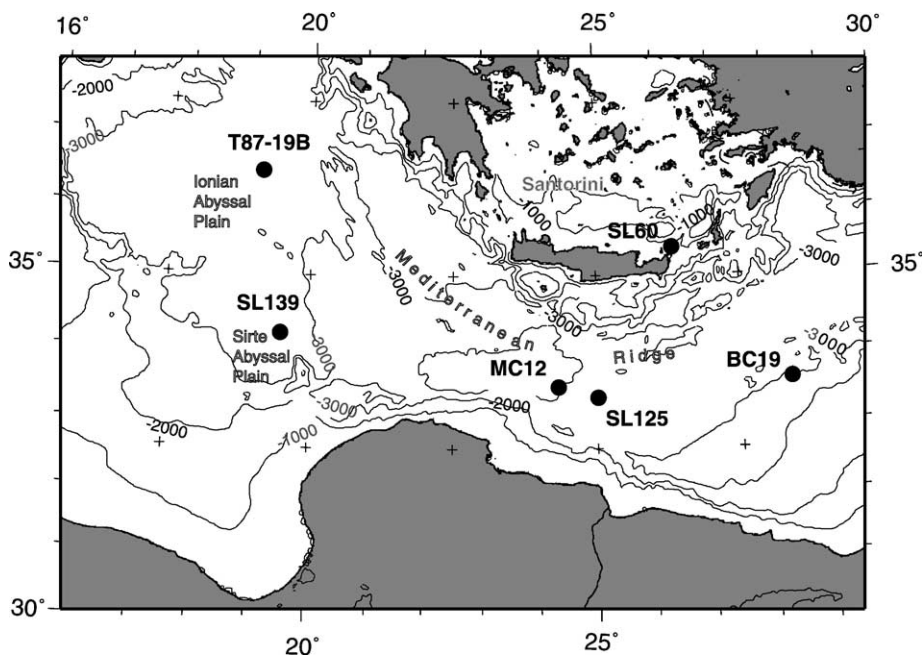 16° 20° 25° 30°
-2000
-3000
T87-19B
Ionian
Abyssal
Plain
Santorini
-1000
1000
SL60
35°
35°
-3000
Mediterranean
-3000
-3000
SL139
Sirte
Abyssal
Plain
-3000
Ridge
-3000
MC12
BC19
-3000
-2000
SL125
-2000
-1000
30°
20° 25° 30°